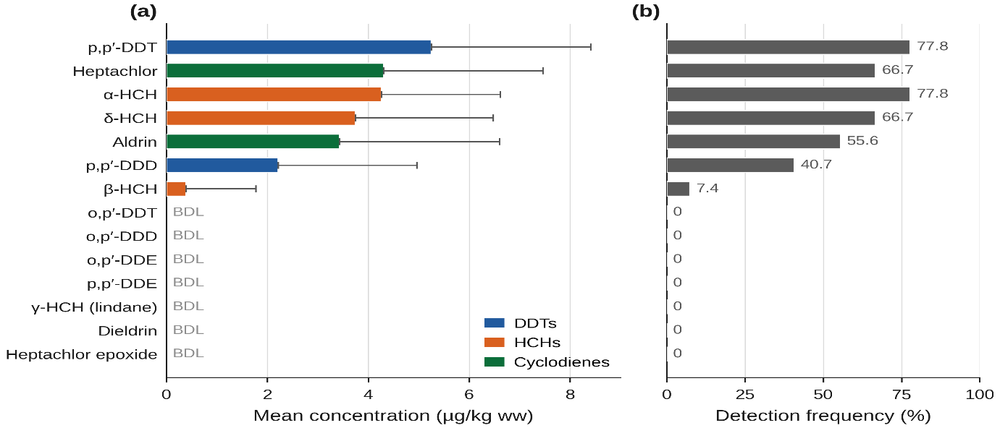 (a)
(b)
p,p′-DDT
77.8
Heptachlor
66.7
α-HCH
77.8
δ-HCH
66.7
Aldrin
55.6
p,p′-DDD
40.7
β-HCH
7.4
o,p′-DDT BDL
0
o,p′-DDD BDL
0
o,p′-DDE BDL
0
p,p′-DDE BDL
0
γ-HCH (lindane) BDL
0
Dieldrin BDL
0
Heptachlor epoxide BDL
0
DDTs
HCHs
Cyclodienes
0 2 4 6 8
Mean concentration (µg/kg ww)
0 25 50 75 100
Detection frequency (%)